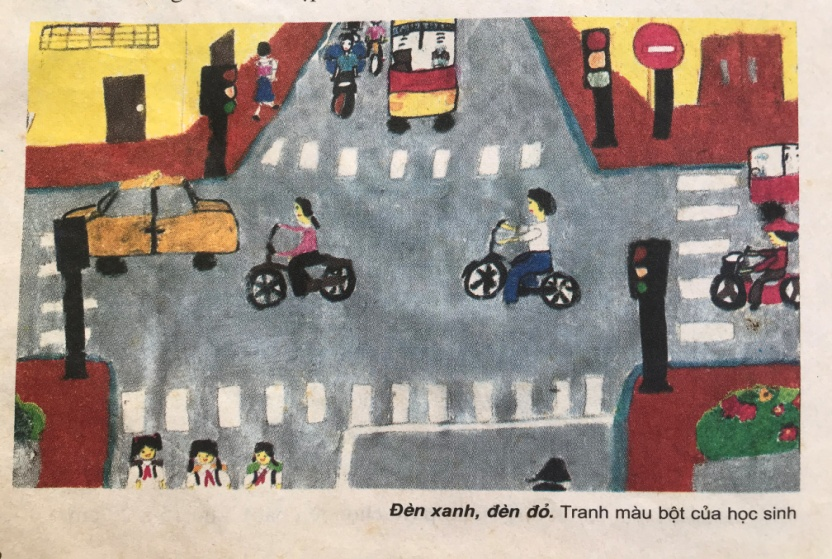 Đèn xanh, đèn đỏ. Tranh màu bột của học sinh